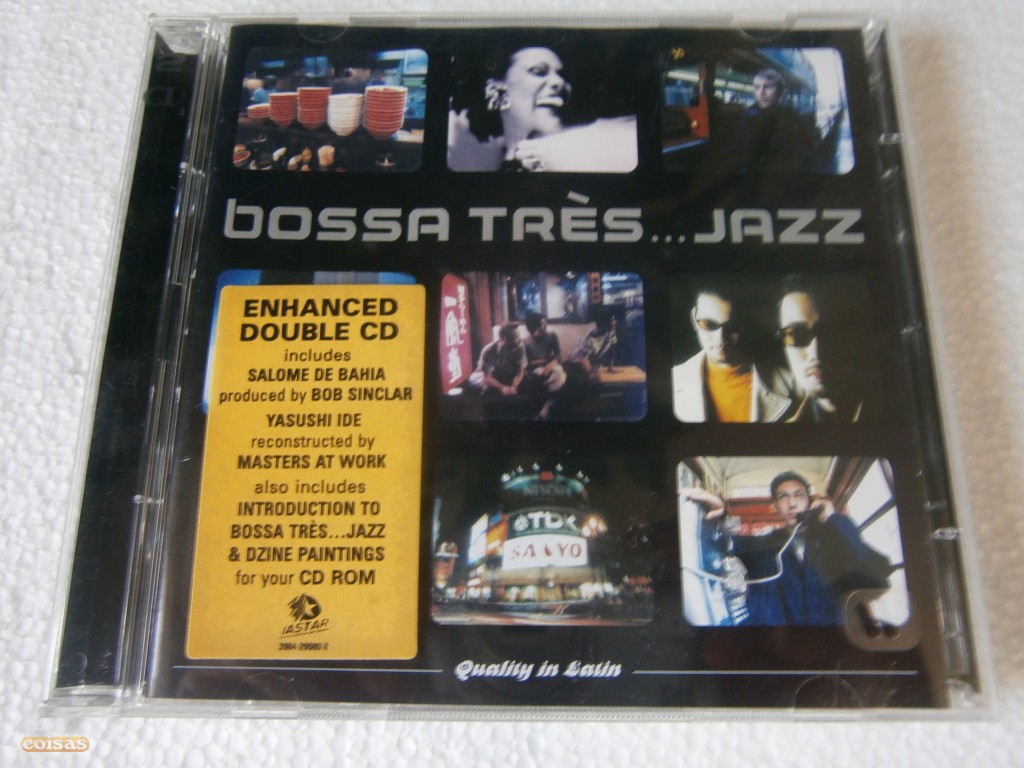 BOSSA TRÈS...JAZZ
ENHANCED
DOUBLE CD
includes
SALOME DE BAHIA
produced by BOB SINCLAR
YASUSHI IDE
reconstructed by
MASTERS AT WORK
also includes
INTRODUCTION TO
BOSSA TRÈS...JAZZ
& DZINE PAINTINGS
for your CD ROM
TDK
SANYO
Quality in Latin
coisas